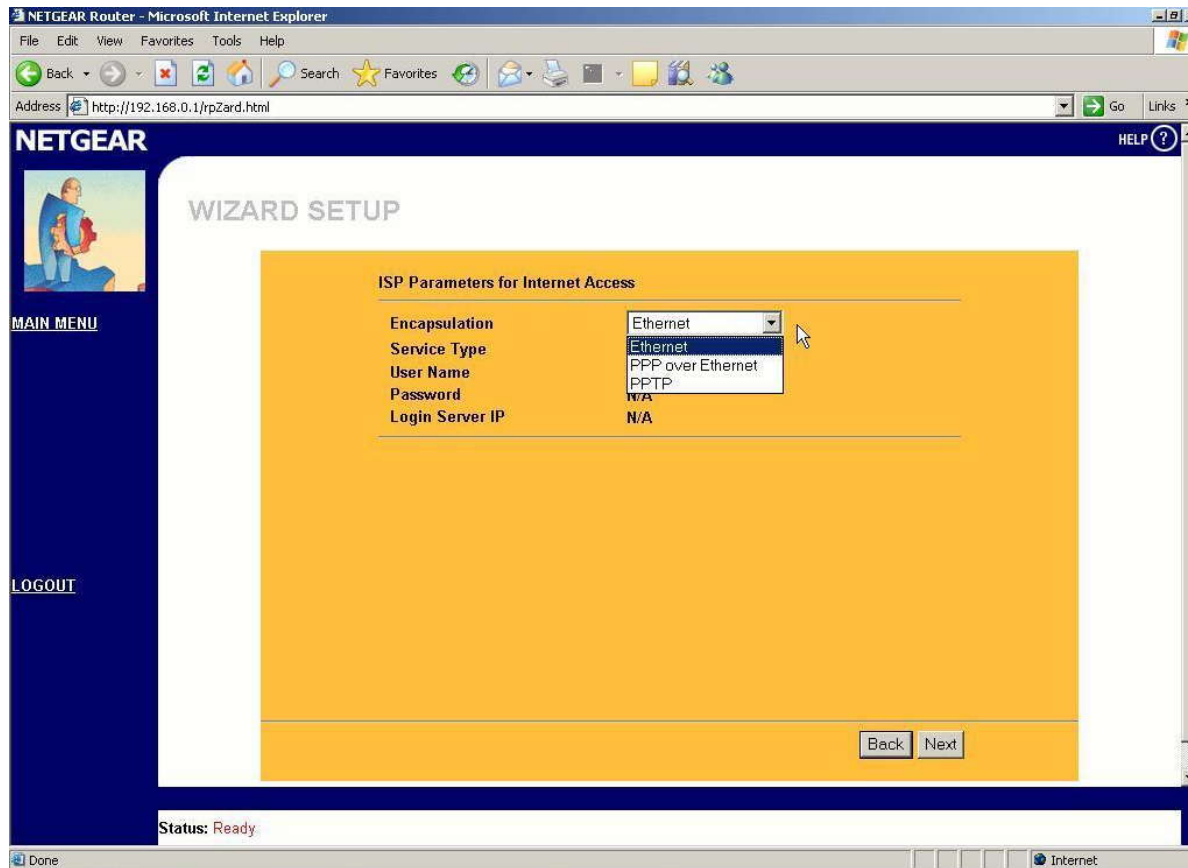 NETGEAR Router - Microsoft Internet Explorer
File Edit View Favorites Tools Help
Back Search Favorites
Address http://192.168.0.1/rpZard.html Go Links
NETGEAR HELP ?
WIZARD SETUP
ISP Parameters for Internet Access
MAIN MENU
Encapsulation Ethernet
Ethernet
Service Type
PPP over Ethernet
User Name
PPTP
Password N/A
Login Server IP N/A
LOGOUT
Back Next
Status: Ready
Done Internet